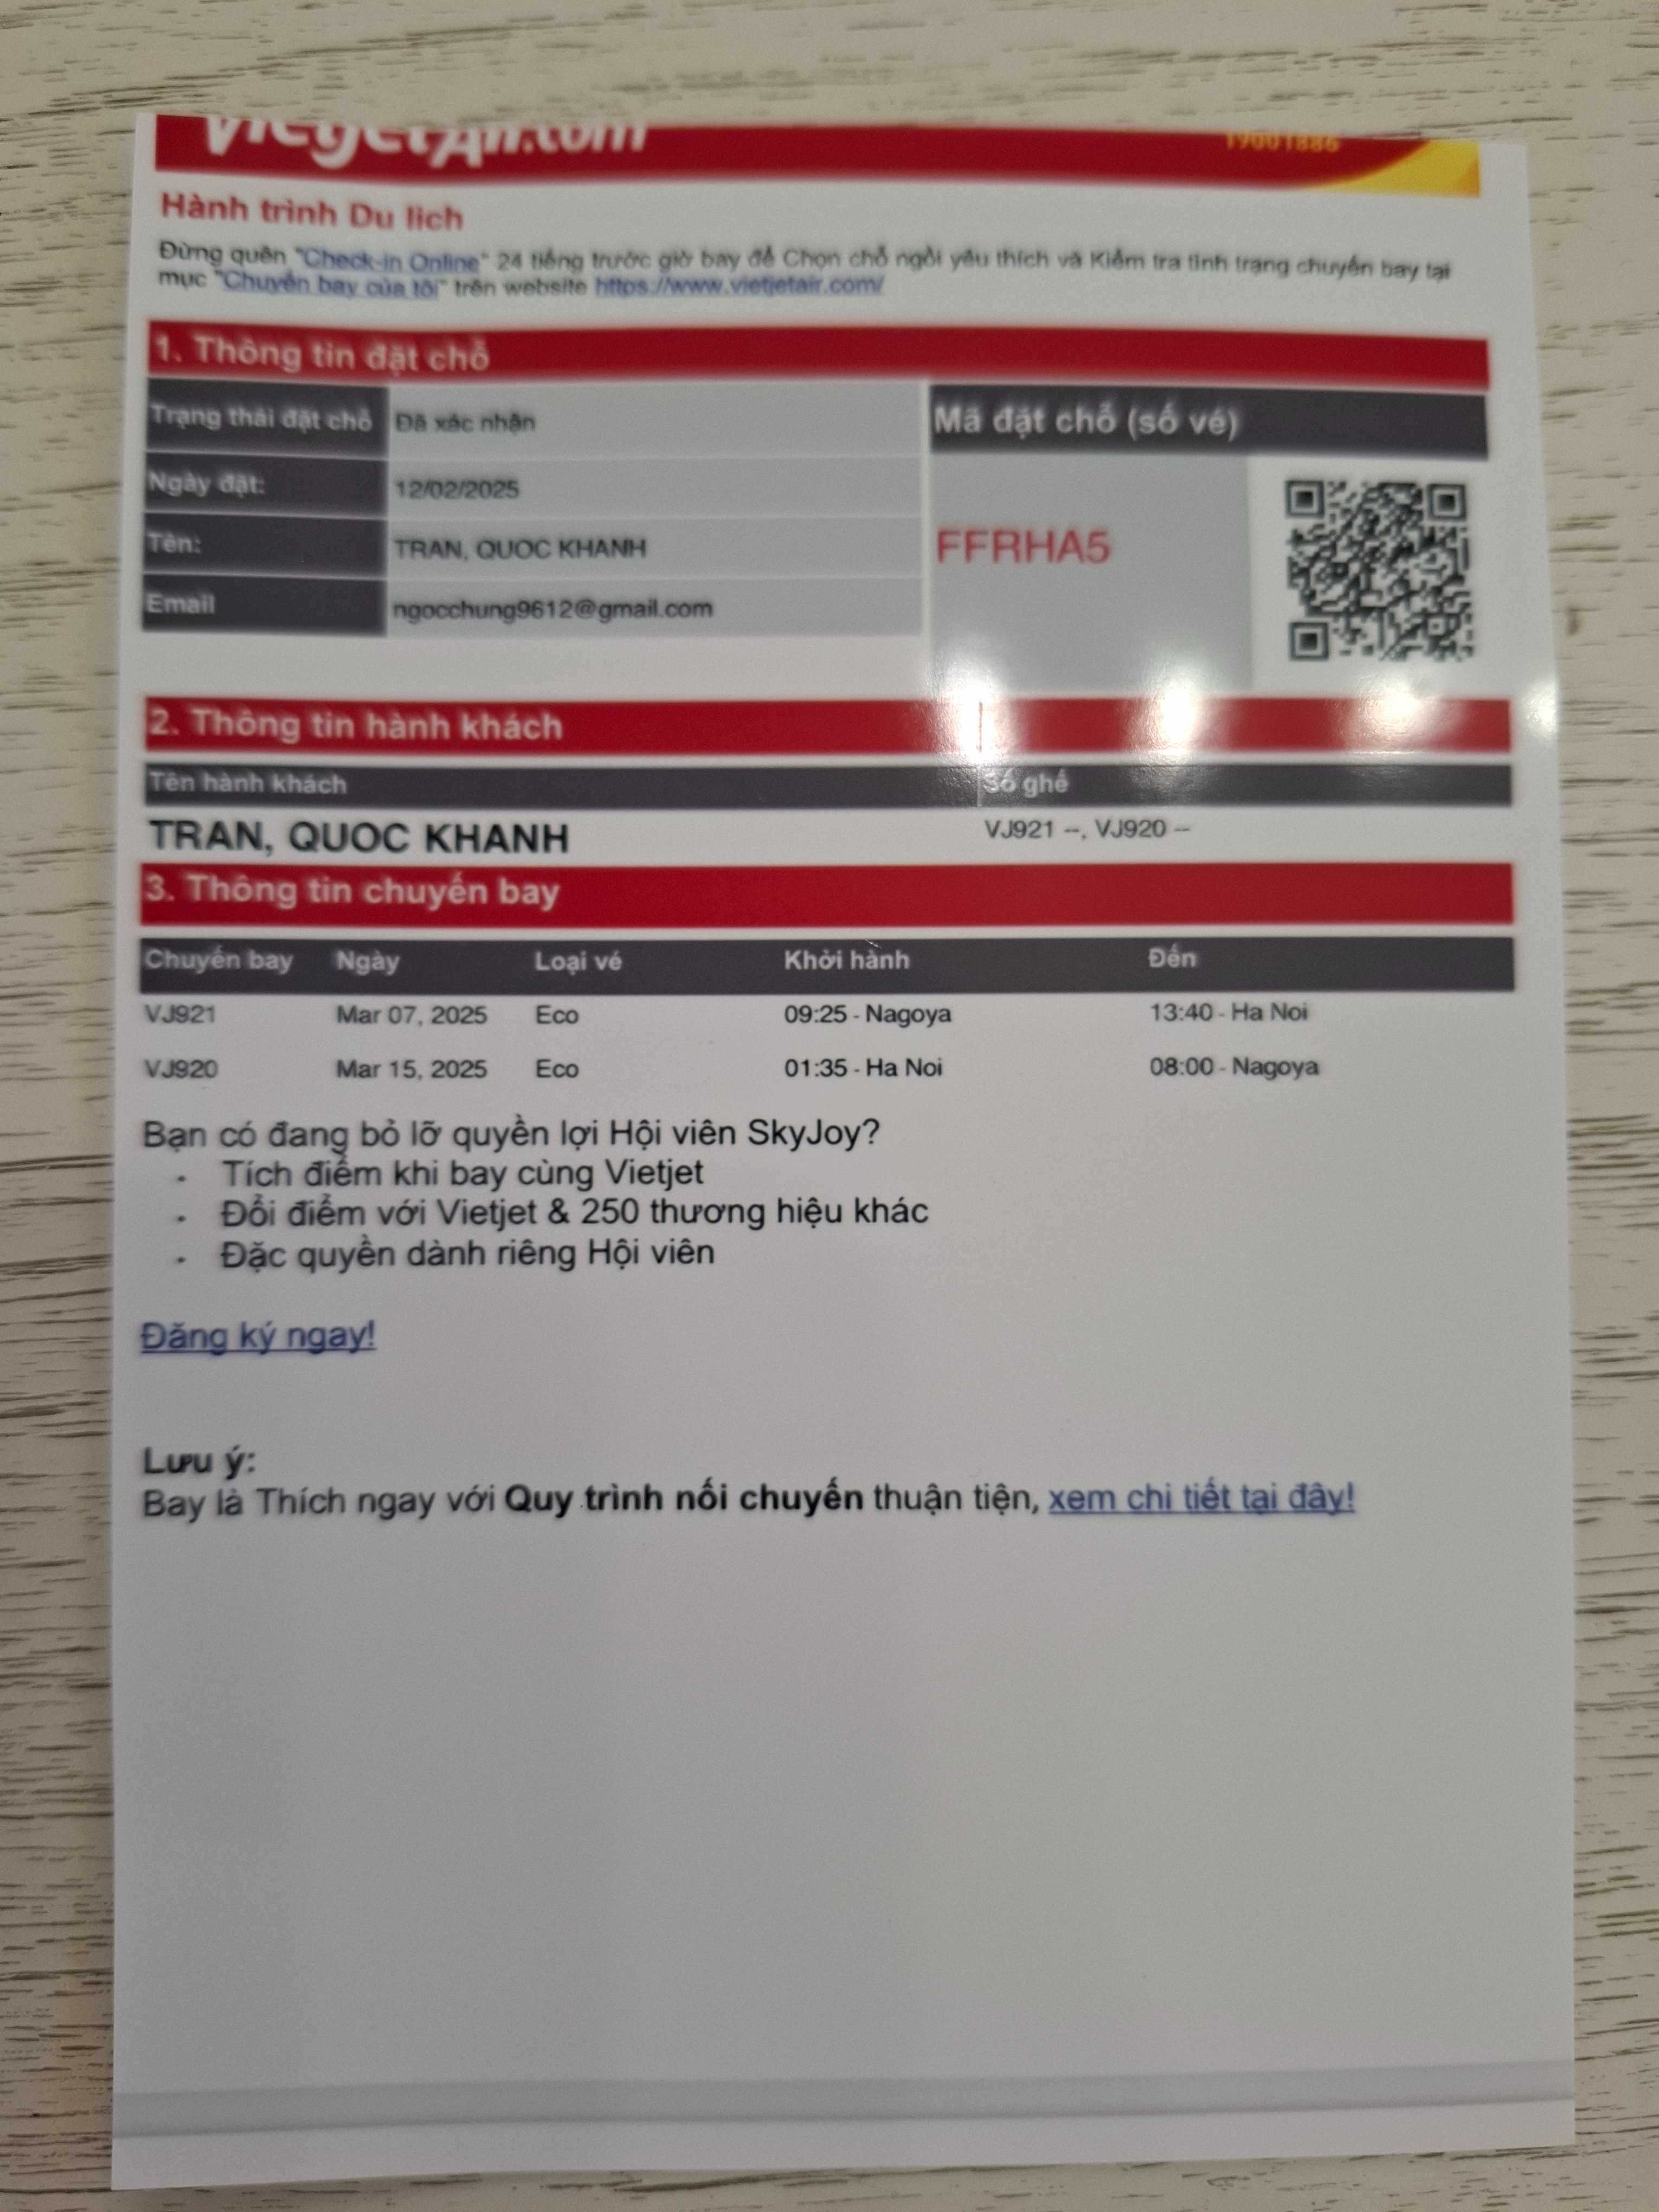 VietjetAir.com 19001886
Hành trình Du lich
Đừng quên "Check-in Online" 24 tiếng trước giờ bay để Chọn chỗ ngồi yêu thích và Kiểm tra tình trạng chuyến bay tại
mục "Chuyến bay của tôi" trên website https://www.vietjetair.com/
1. Thông tin đặt chỗ
Trạng thái đặt chỗ Đã xác nhận
Mã đặt chỗ (số vé)
Ngày đặt: 12/02/2025
Tên: TRAN, QUOC KHANH
FFRHA5
Email ngocchung9612@gmail.com
2. Thông tin hành khách
Tên hành khách Số ghế
TRAN, QUOC KHANH VJ921 --, VJ920 --
3. Thông tin chuyến bay
Chuyến bay Ngày Loại vé Khởi hành Đến
VJ921 Mar 07, 2025 Eco 09:25 - Nagoya 13:40 - Ha Noi
VJ920 Mar 15, 2025 Eco 01:35 - Ha Noi 08:00 - Nagoya
Bạn có đang bỏ lỡ quyền lợi Hội viên SkyJoy?
- Tích điểm khi bay cùng Vietjet
- Đổi điểm với Vietjet & 250 thương hiệu khác
- Đặc quyền dành riêng Hội viên
Đăng ký ngay!
Lưu ý:
Bay là Thích ngay với Quy trình nối chuyến thuận tiện, xem chi tiết tại đây!